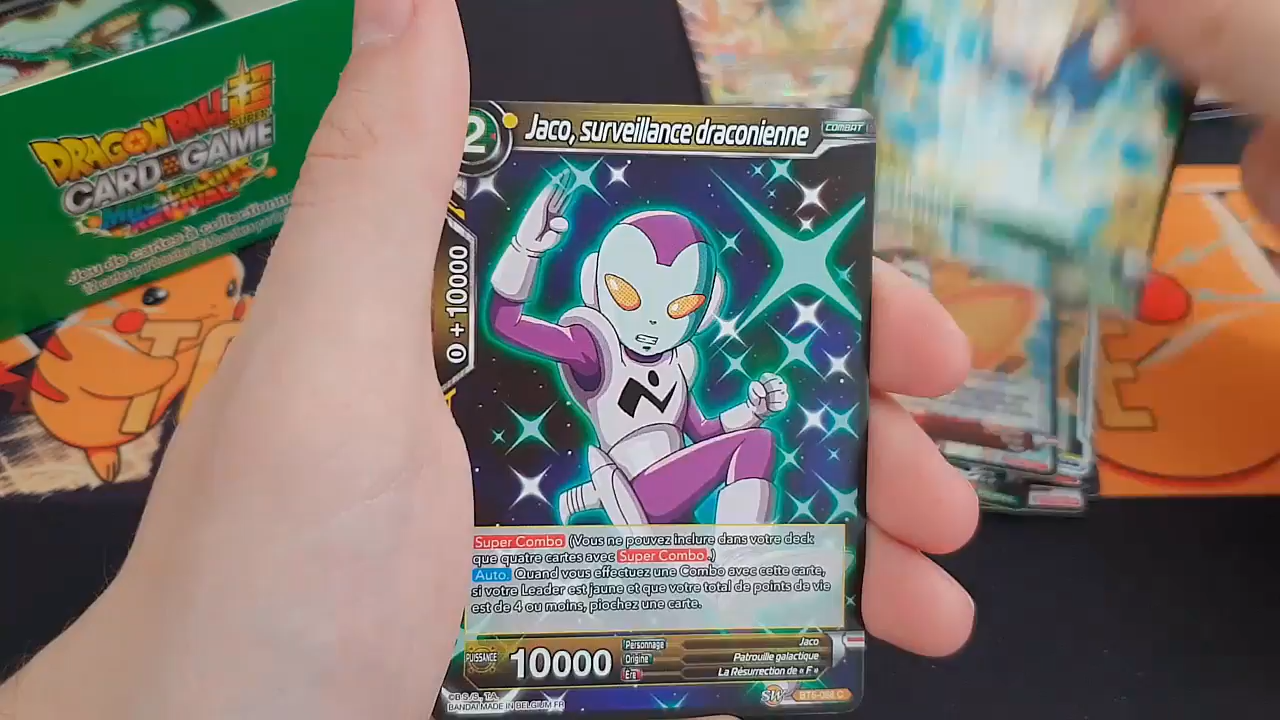 DRAGON BALL
SUPER
CARD GAME
Jeu de cartes à
2
Jaco, surveillance draconienne
COMBAT
0 +10000
Super Combo (Vous ne pouvez inclure dans votre deck
que quatre cartes avec Super Combo.)
Auto. Quand vous effectuez une Combo avec cette carte,
si votre Leader est jaune et que votre total de points de vie
est de 4 ou moins, piochez une carte.
PUISSANCE
10000
Personnage Jaco
Origine Patrouille galactique
Ère La Résurrection de « F »
BANDAI MADE IN BELGIUM FR